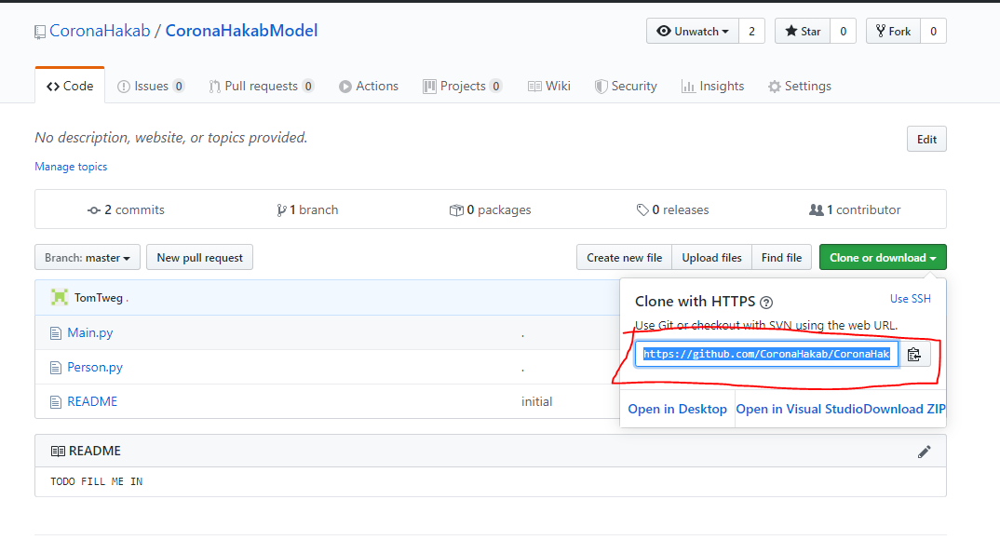 CoronaHakab / CoronaHakabModel
Unwatch 2 Star 0 Fork 0
Code Issues 0 Pull requests 0 Actions Projects 0 Wiki Security Insights Settings
No description, website, or topics provided.
Edit
Manage topics
2 commits 1 branch 0 packages 0 releases 1 contributor
Branch: master New pull request Create new file Upload files Find file Clone or download
TomTweg .
Main.py .
Person.py .
README initial
Clone with HTTPS ? Use SSH
Use Git or checkout with SVN using the web URL.
https://github.com/CoronaHakab/CoronaHak
Open in Desktop Open in Visual Studio Download ZIP
README
TODO FILL ME IN